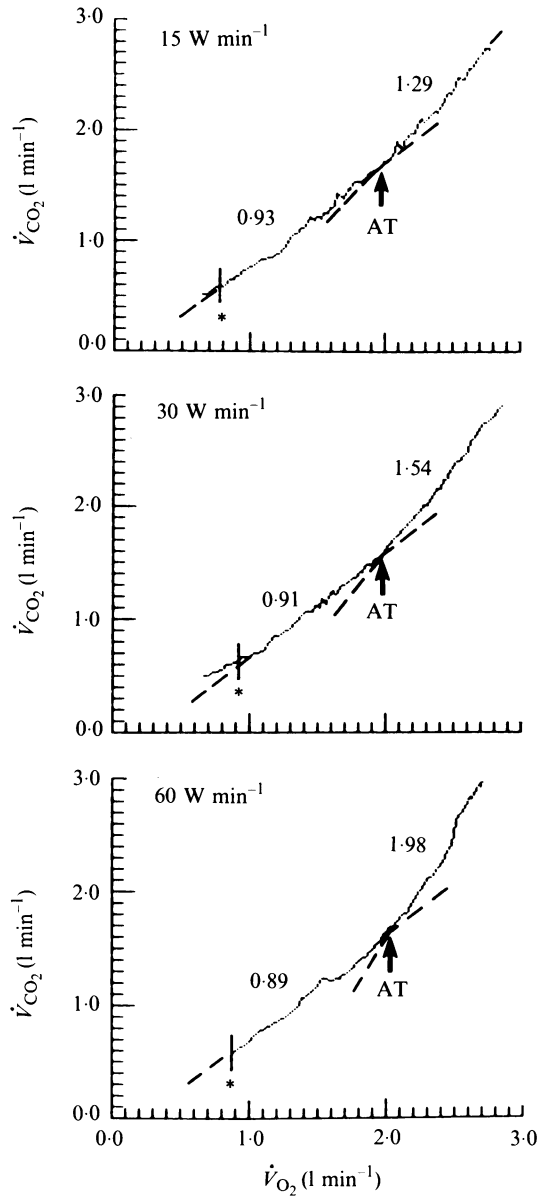 3·0
15 W min⁻¹
1·29
2·0
V̇CO₂ (l min⁻¹)
0·93
AT
1·0
*
0·0
3·0
30 W min⁻¹
1·54
2·0
V̇CO₂ (l min⁻¹)
0·91
AT
1·0
*
0·0
3·0
60 W min⁻¹
1·98
2·0
V̇CO₂ (l min⁻¹)
0·89
AT
1·0
*
0·0
0·0 1·0 2·0 3·0
V̇O₂ (l min⁻¹)